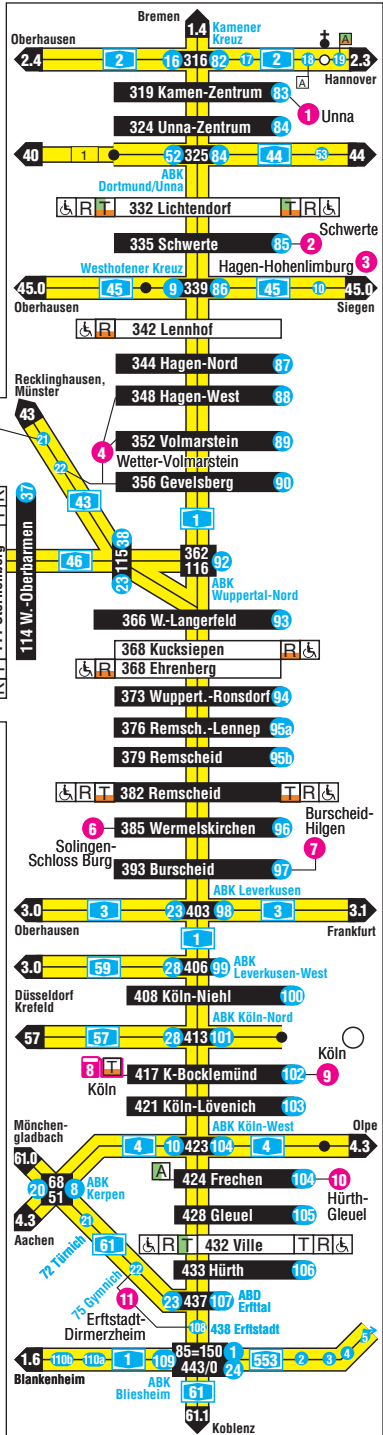 Bremen
1.4
Kamener
Kreuz
Oberhausen
2.4 2 16 316 82 17 2 18 19 2.3
A
A
Hannover
319 Kamen-Zentrum 83
1 Unna
324 Unna-Zentrum 84
40 1 52 325 84 44 53 44
ABK
Dortmund/Unna
R T 332 Lichtendorf T R
335 Schwerte 85
Schwerte
2
Westhofener Kreuz
Hagen-Hohenlimburg 3
45.0 45 9 339 86 45 10 45.0
Oberhausen
Siegen
R 342 Lennhof
344 Hagen-Nord 87
Recklinghausen,
Münster
348 Hagen-West 88
43
21
352 Volmarstein 89
4
Wetter-Volmarstein
22
356 Gevelsberg 90
43
1
37
114 W.-Oberbarmen
46
38
115
23
362
116
92
ABK
Wuppertal-Nord
366 W.-Langerfeld 93
368 Kucksiepen R
R 368 Ehrenberg
373 Wuppert.-Ronsdorf 94
376 Remsch.-Lennep 95a
379 Remscheid 95b
R T 382 Remscheid T R
Burscheid-
Hilgen
6
385 Wermelskirchen 96
7
Solingen-
Schloss Burg
393 Burscheid 97
ABK Leverkusen
3.0 3 23 403 98 3 3.1
Oberhausen
Frankfurt
1
3.0 59 28 406 99
ABK
Leverkusen-West
Düsseldorf
Krefeld
408 Köln-Niehl 100
ABK Köln-Nord
57 57 28 413 101
Köln
8 T
Köln
417 K-Bocklemünd 102
9
421 Köln-Lövenich 103
Mönchen-
gladbach
ABK Köln-West
Olpe
61.0
4 10 423 104 4 4.3
20
68
51
8
ABK
Kerpen
A
424 Frechen 104
10
Hürth-
Gleuel
4.3
Aachen
21
428 Gleuel 105
72 Türnich
61
R T 432 Ville T R
22
75 Gymnich
433 Hürth 106
11
23 437 107
ABD
Erfttal
Erftstadt-
Dirmerzheim
108 438 Erftstadt
1.6 110b 110a 1 109
85=150
443/0
1
24
553 2 3 4 5
Blankenheim
ABK
Bliesheim
61
61.1
Koblenz